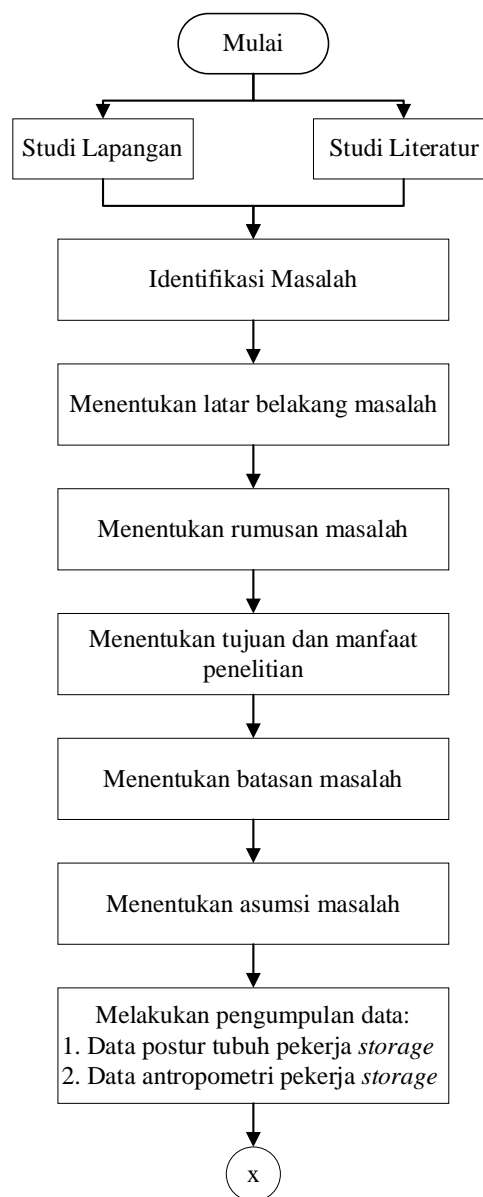 Mulai
Studi Lapangan
Studi Literatur
Identifikasi Masalah
Menentukan latar belakang masalah
Menentukan rumusan masalah
Menentukan tujuan dan manfaat
penelitian
Menentukan batasan masalah
Menentukan asumsi masalah
Melakukan pengumpulan data:
1. Data postur tubuh pekerja storage
2. Data antropometri pekerja storage
x